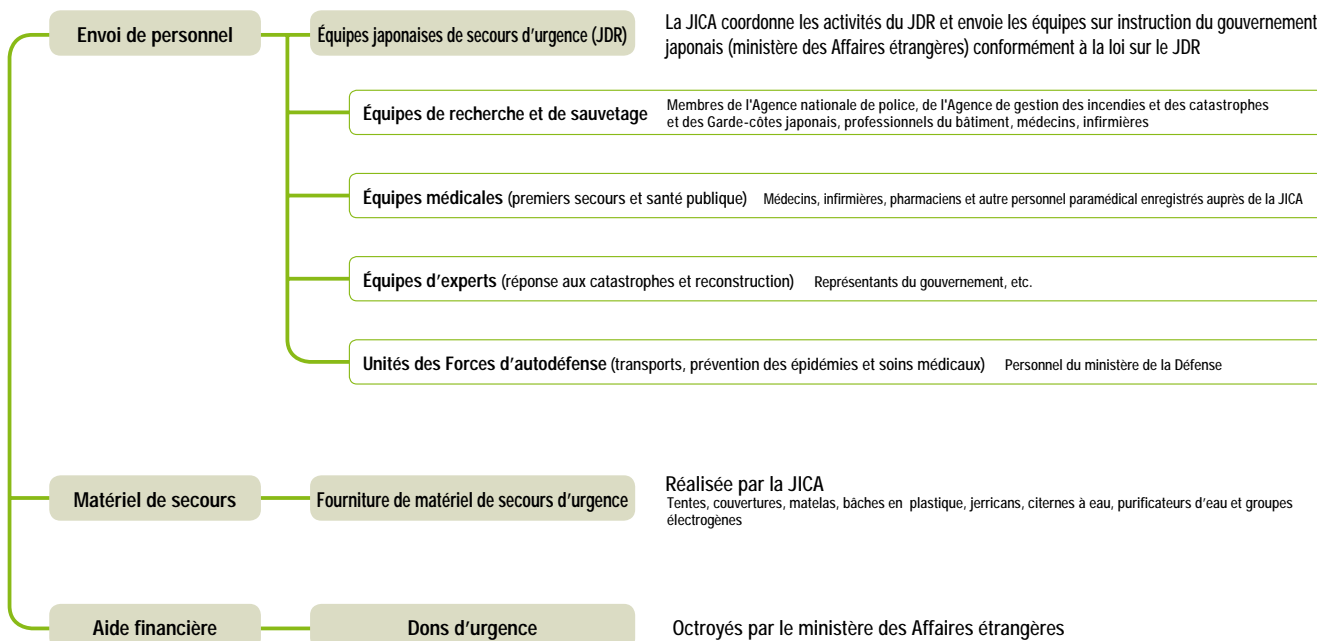 Envoi de personnel
Équipes japonaises de secours d'urgence (JDR)
La JICA coordonne les activités du JDR et envoie les équipes sur instruction du gouvernement
japonais (ministère des Affaires étrangères) conformément à la loi sur le JDR
Équipes de recherche et de sauvetage
Membres de l'Agence nationale de police, de l'Agence de gestion des incendies et des catastrophes
et des Garde-côtes japonais, professionnels du bâtiment, médecins, infirmières
Équipes médicales (premiers secours et santé publique) Médecins, infirmières, pharmaciens et autre personnel paramédical enregistrés auprès de la JICA
Équipes d'experts (réponse aux catastrophes et reconstruction) Représentants du gouvernement, etc.
Unités des Forces d'autodéfense (transports, prévention des épidémies et soins médicaux) Personnel du ministère de la Défense
Matériel de secours
Fourniture de matériel de secours d'urgence
Réalisée par la JICA
Tentes, couvertures, matelas, bâches en plastique, jerricans, citernes à eau, purificateurs d'eau et groupes
électrogènes
Aide financière
Dons d'urgence
Octroyés par le ministère des Affaires étrangères